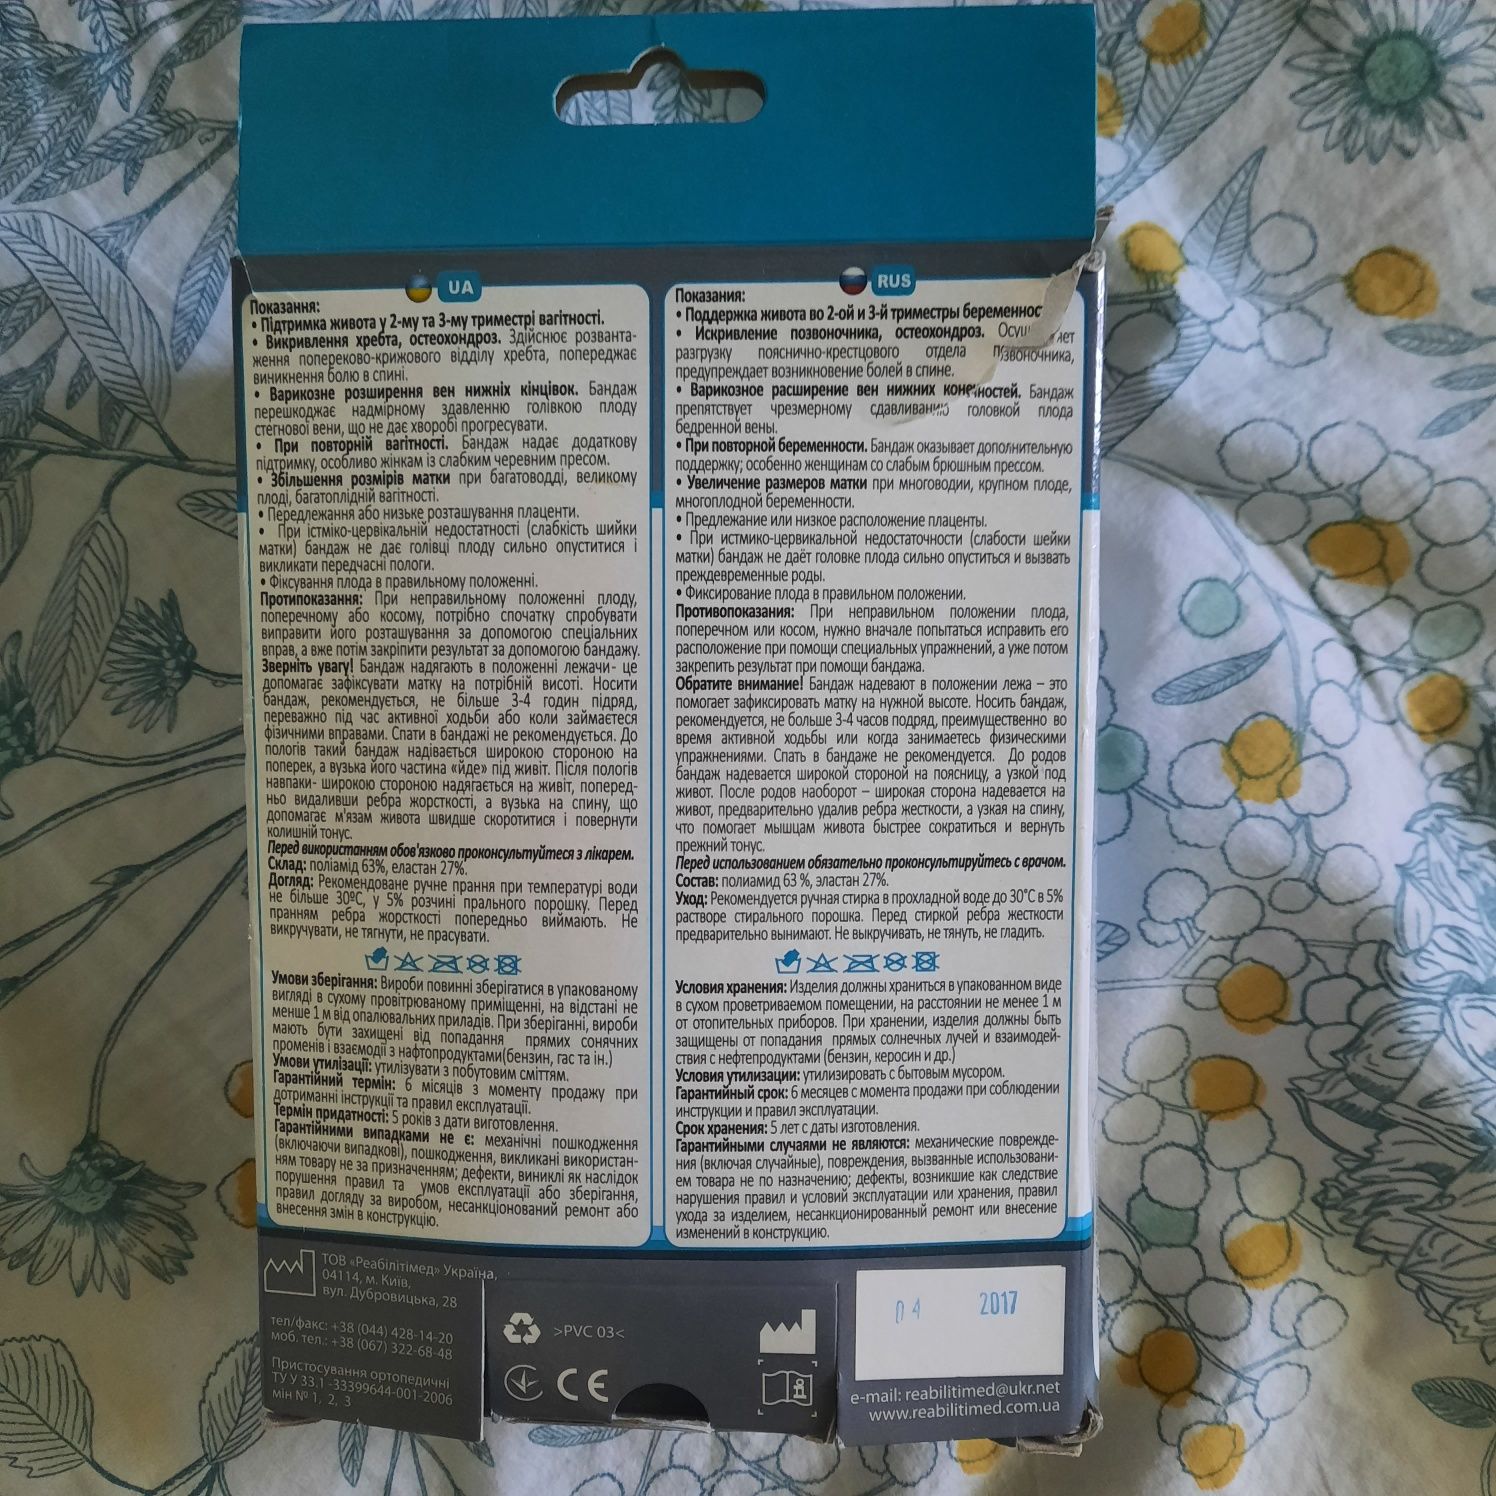 UA
Показання:
• Підтримка живота у 2-му та 3-му триместрі вагітності.
• Викривлення хребта, остеохондроз. Здійснює розванта-
ження попереково-крижового відділу хребта, попереджає
виникнення болю в спині.
• Варикозне розширення вен нижніх кінцівок. Бандаж
перешкоджає надмірному здавленню голівкою плоду
стегнової вени, що не дає хворобі прогресувати.
• При повторній вагітності. Бандаж надає додаткову
підтримку, особливо жінкам із слабким черевним пресом.
• Збільшення розмірів матки при багатоводді, великому
плоді, багатоплідній вагітності.
• Передлежання або низьке розташування плаценти.
• При істміко-цервікальній недостатності (слабкість шийки
матки) бандаж не дає голівці плоду сильно опуститися і
викликати передчасні пологи.
• Фіксування плода в правильному положенні.
Протипоказання: При неправильному положенні плоду,
поперечному або косому, потрібно спочатку спробувати
виправити його розташування за допомогою спеціальних
вправ, а вже потім закріпити результат за допомогою бандажу.
Зверніть увагу! Бандаж надягають в положенні лежачи- це
допомагає зафіксувати матку на потрібній висоті. Носити
бандаж, рекомендується, не більше 3-4 годин підряд,
переважно під час активної ходьби або коли займаєтеся
фізичними вправами. Спати в бандажі не рекомендується. До
пологів такий бандаж надівається широкою стороною на
поперек, а вузька його частина «йде» під живіт. Після пологів
навпаки- широкою стороною надягається на живіт, поперед-
ньо видаливши ребра жорсткості, а вузька на спину, що
допомагає м'язам живота швидше скоротитися і повернути
колишній тонус.
Перед використанням обов'язково проконсультуйтеся з лікарем.
Склад: поліамід 63%, еластан 27%.
Догляд: Рекомендоване ручне прання при температурі води
не більше 30ºС, у 5% розчині прального порошку. Перед
пранням ребра жорсткості попередньо виймають. Не
викручувати, не тягнути, не прасувати.
Умови зберігання: Вироби повинні зберігатися в упакованому
вигляді в сухому провітрюваному приміщенні, на відстані не
менше 1 м від опалювальних приладів. При зберіганні, вироби
мають бути захищені від попадання прямих сонячних
променів і взаємодії з нафтопродуктами(бензин, гас та ін.)
Умови утилізації: утилізувати з побутовим сміттям.
Гарантійний термін: 6 місяців з моменту продажу при
дотриманні інструкції та правил експлуатації.
Термін придатності: 5 років з дати виготовлення.
Гарантійними випадками не є: механічні пошкодження
(включаючи випадкові), пошкодження, викликані використан-
ням товару не за призначенням; дефекти, виниклі як наслідок
порушення правил та умов експлуатації або зберігання,
правил догляду за виробом, несанкціонований ремонт або
внесення змін в конструкцію.
RUS
Показания:
• Поддержка живота во 2-ой и 3-й триместры
• Искривление позвоночника, остеохондроз.
разгрузку пояснично-крестцового отдела позвоночника,
предупреждает возникновение болей в спине.
• Варикозное расширение вен нижних конечностей. Бандаж
препятствует чрезмерному сдавливанию головкой плода
бедренной вены.
• При повторной беременности. Бандаж оказывает дополнительную
поддержку; особенно женщинам со слабым брюшным прессом.
• Увеличение размеров матки при многоводии, крупном плоде,
многоплодной беременности.
• Предлежание или низкое расположение плаценты.
• При истмико-цервикальной недостаточности (слабости шейки
матки) бандаж не даёт головке плода сильно опуститься и вызвать
преждевременные роды.
• Фиксирование плода в правильном положении.
Противопоказания: При неправильном положении плода,
поперечном или косом, нужно вначале попытаться исправить его
расположение при помощи специальных упражнений, а уже потом
закрепить результат при помощи бандажа.
Обратите внимание! Бандаж надевают в положении лежа – это
помогает зафиксировать матку на нужной высоте. Носить бандаж,
рекомендуется, не больше 3-4 часов подряд, преимущественно во
время активной ходьбы или когда занимаетесь физическими
упражнениями. Спать в бандаже не рекомендуется. До родов
бандаж надевается широкой стороной на поясницу, а узкой под
живот. После родов наоборот – широкая сторона надевается на
живот, предварительно удалив ребра жесткости, а узкая на спину,
что помогает мышцам живота быстрее сократиться и вернуть
прежний тонус.
Перед использованием обязательно проконсультируйтесь с врачом.
Состав: полиамид 63 %, эластан 27%.
Уход: Рекомендуется ручная стирка в прохладной воде до 30°С в 5%
растворе стирального порошка. Перед стиркой ребра жесткости
предварительно вынимают. Не выкручивать, не тянуть, не гладить.
Условия хранения: Изделия должны храниться в упакованном виде
в сухом проветриваемом помещении, на расстоянии не менее 1 м
от отопительных приборов. При хранении, изделия должны быть
защищены от попадания прямых солнечных лучей и взаимодей-
ствия с нефтепродуктами (бензин, керосин и др.)
Условия утилизации: утилизировать с бытовым мусором.
Гарантийный срок: 6 месяцев с момента продажи при соблюдении
инструкции и правил эксплуатации.
Срок хранения: 5 лет с даты изготовления.
Гарантийными случаями не являются: механические поврежде-
ния (включая случайные), повреждения, вызванные использовани-
ем товара не по назначению; дефекты, возникшие как следствие
нарушения правил и условий эксплуатации или хранения, правил
ухода за изделием, несанкционированный ремонт или внесение
изменений в конструкцию.
ТОВ «Реабілітімед» Україна,
04114, м. Київ,
вул. Дубровицька, 28
тел/факс: +38 (044) 428-14-20
моб. тел.: +38 (067) 322-68-48
Пристосування ортопедичні
ТУ У 33.1-33399644-001-2006
мін № 1, 2, 3
>PVC 03<
CE
04 2017
e-mail: reabilitimed@ukr.net
www.reabilitimed.com.ua